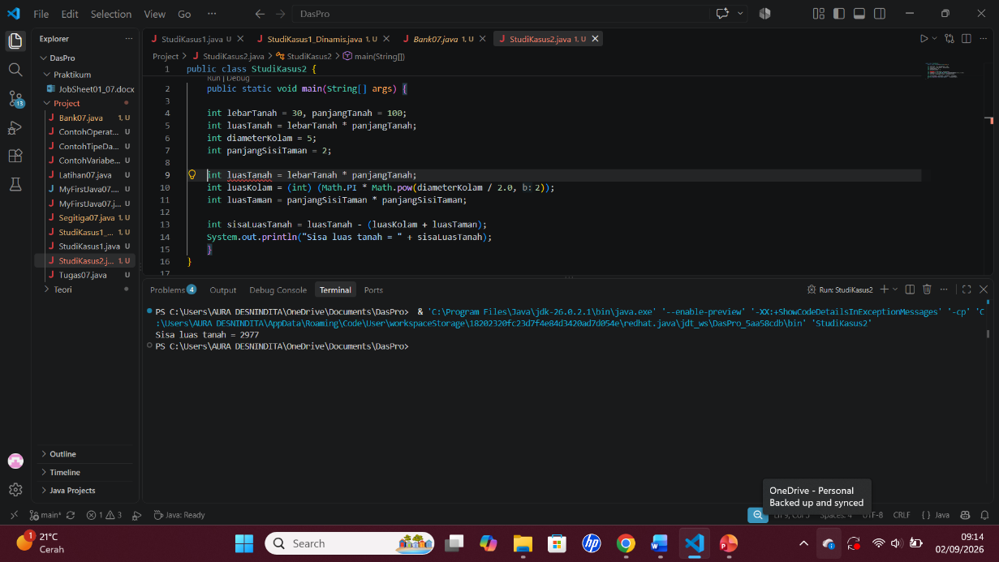 File Edit Selection View Go ··· DasPro
Explorer ···
DasPro
Praktikum
JobSheet01_07.docx
Project
Bank07.java 1, U
ContohOperat... U
ContohTipeDa... U
ContohVariabe... U
Latihan07.java U
MyFirstJava07.... U
MyFirstJava07.j... U
Segitiga07.java 1, U
StudiKasus1_... 1, U
StudiKasus1.java U
StudiKasus2.j... 1, U
Tugas07.java U
Teori
Outline
Timeline
Java Projects
13
StudiKasus1.java U StudiKasus1_Dinamis.java 1, U Bank07.java 1, U StudiKasus2.java 1, U
Project > StudiKasus2.java > StudiKasus2 > main(String[])
1 public class StudiKasus2 {
Run | Debug
2 public static void main(String[] args) {
3
4 int lebarTanah = 30, panjangTanah = 100;
5 int luasTanah = lebarTanah * panjangTanah;
6 int diameterKolam = 5;
7 int panjangSisiTaman = 2;
8
9 int luasTanah = lebarTanah * panjangTanah;
10 int luasKolam = (int) (Math.PI * Math.pow(diameterKolam / 2.0, b: 2));
11 int luasTaman = panjangSisiTaman * panjangSisiTaman;
12
13 int sisaLuasTanah = luasTanah - (luasKolam + luasTaman);
14 System.out.println("Sisa luas tanah = " + sisaLuasTanah);
15 }
16 }
17
Problems 4 Output Debug Console Terminal Ports Run: StudiKasus2
PS C:\Users\AURA DESNINDITA\OneDrive\Documents\DasPro> & 'C:\Program Files\Java\jdk-26.0.2.1\bin\java.exe' '--enable-preview' '-XX:+ShowCodeDetailsInExceptionMessages' '-cp' 'C
:\Users\AURA DESNINDITA\AppData\Roaming\Code\User\workspaceStorage\18202320fc23d7f4e84d3420ad7d054e\redhat.java\jdt_ws\DasPro_5aa58cdb\bin' 'StudiKasus2'
Sisa luas tanah = 2977
PS C:\Users\AURA DESNINDITA\OneDrive\Documents\DasPro>
OneDrive - Personal
Backed up and synced
main* 1 3 Java: Ready UTF-8 CRLF {} Java
1 21°C
Cerah
Search
09:14
02/09/2026